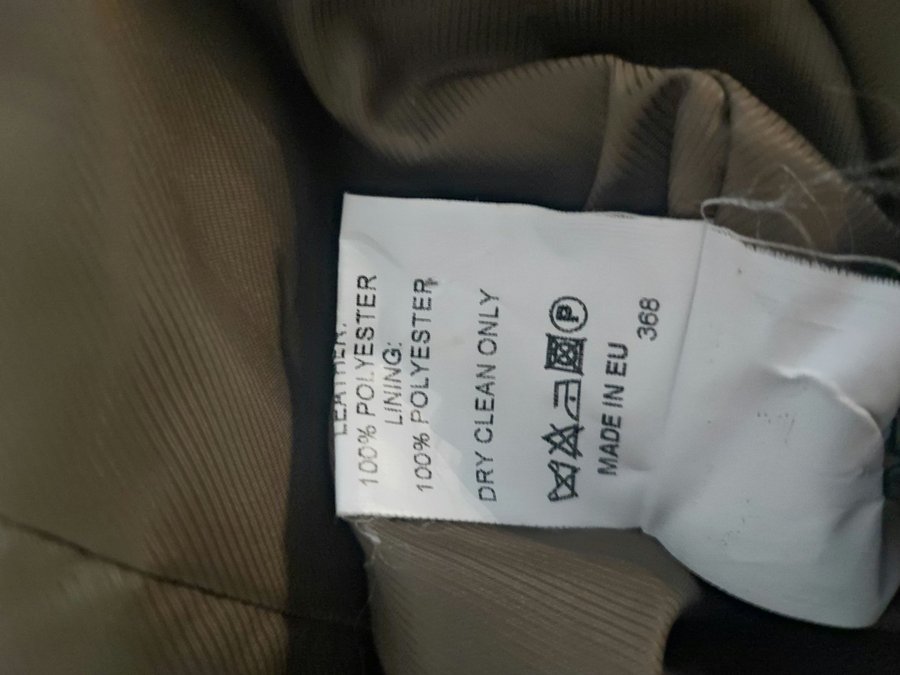 LEATHER:
100% POLYESTER
LINING:
100% POLYESTER
DRY CLEAN ONLY
P
MADE IN EU
368